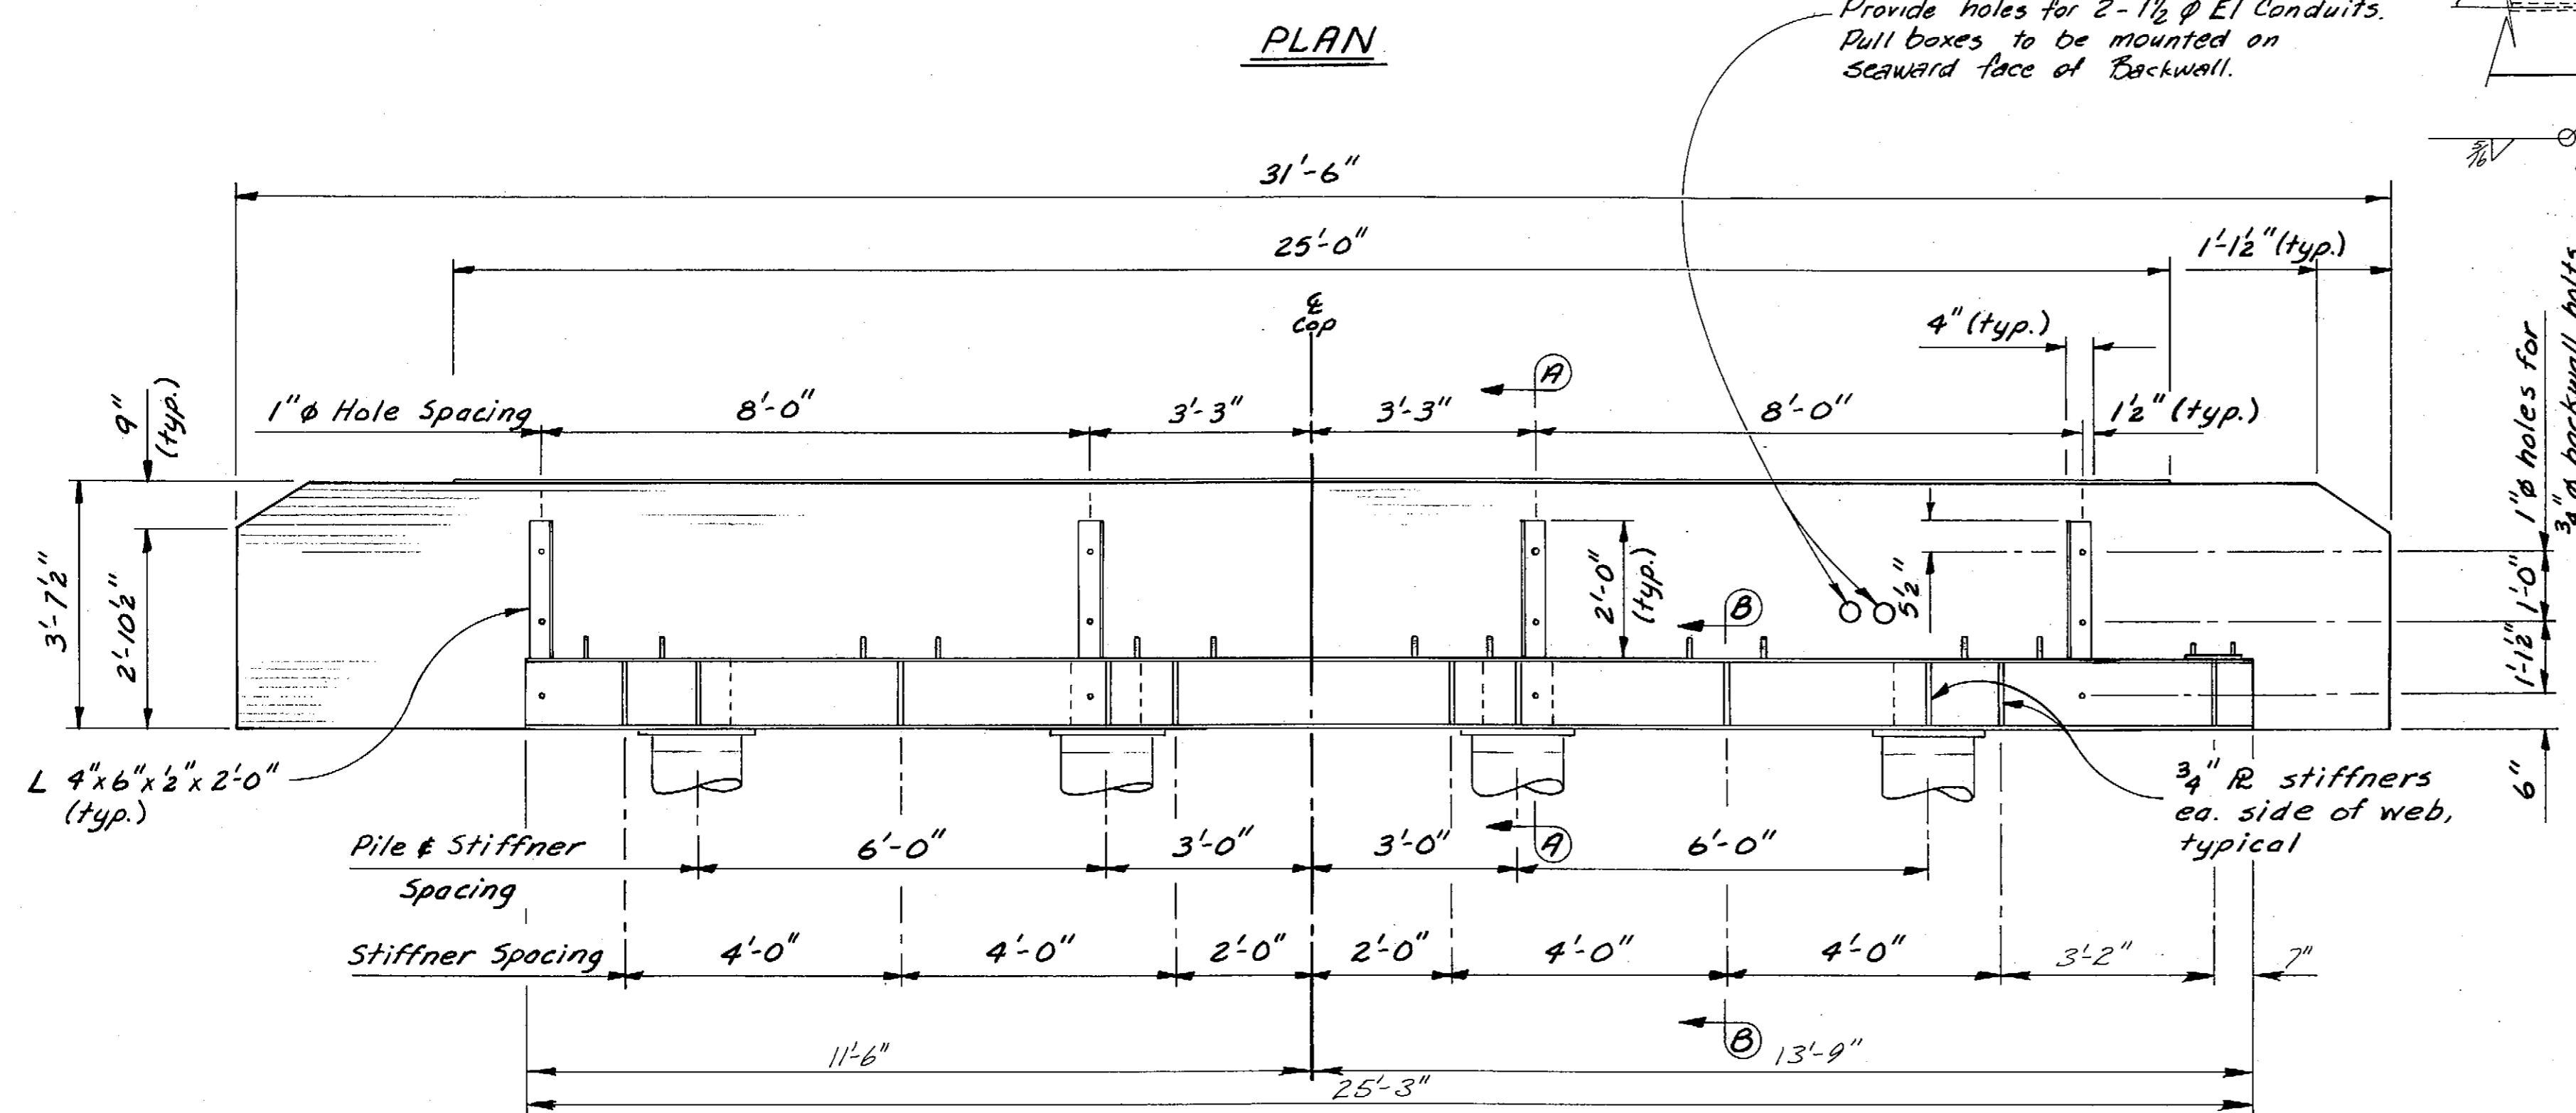 PLAN
Provide holes for 2-1½ φ El Conduits.
Pull boxes to be mounted on
seaward face of Backwall.
5/16
31'-6"
25'-0"
1'-1½" (typ.)
℄
Cap
4" (typ.)
A
9"
(typ.)
1"φ Hole Spacing
8'-0"
3'-3"
3'-3"
8'-0"
1½" (typ.)
1"φ holes for
¾"φ backwall bolts
3'-7½"
2'-10½"
2'-0"
(typ.)
5½"
B
1'-0"
1'-1½"
6"
L 4"x6"x½"x2'-0"
(typ.)
¾" ℞ stiffners
ea. side of web,
typical
Pile & Stiffner
Spacing
6'-0"
3'-0"
3'-0"
A
6'-0"
Stiffner Spacing
4'-0"
4'-0"
2'-0"
2'-0"
4'-0"
4'-0"
3'-2"
7"
B
11'-6"
13'-9"
25'-3"